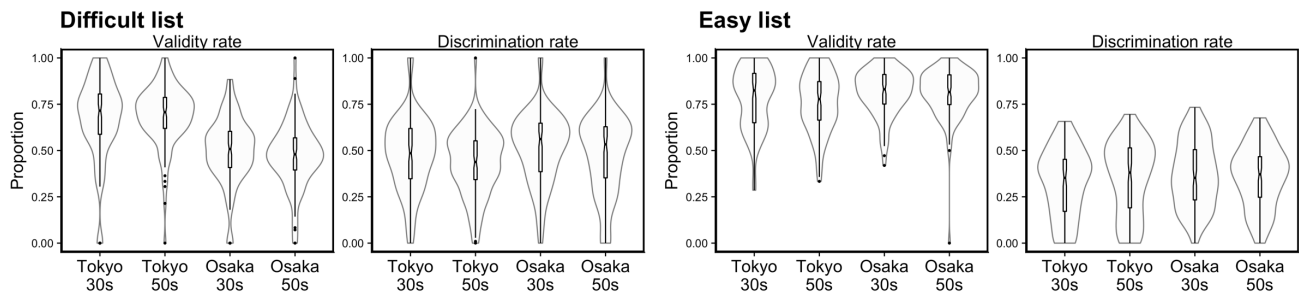 Difficult list
Easy list
Validity rate
Discrimination rate
Validity rate
Discrimination rate
Proportion
1.00
0.75
0.50
0.25
0.00
1.00
0.75
0.50
0.25
0.00
Proportion
1.00
0.75
0.50
0.25
0.00
1.00
0.75
0.50
0.25
0.00
Tokyo 30s
Tokyo 50s
Osaka 30s
Osaka 50s
Tokyo 30s
Tokyo 50s
Osaka 30s
Osaka 50s
Tokyo 30s
Tokyo 50s
Osaka 30s
Osaka 50s
Tokyo 30s
Tokyo 50s
Osaka 30s
Osaka 50s